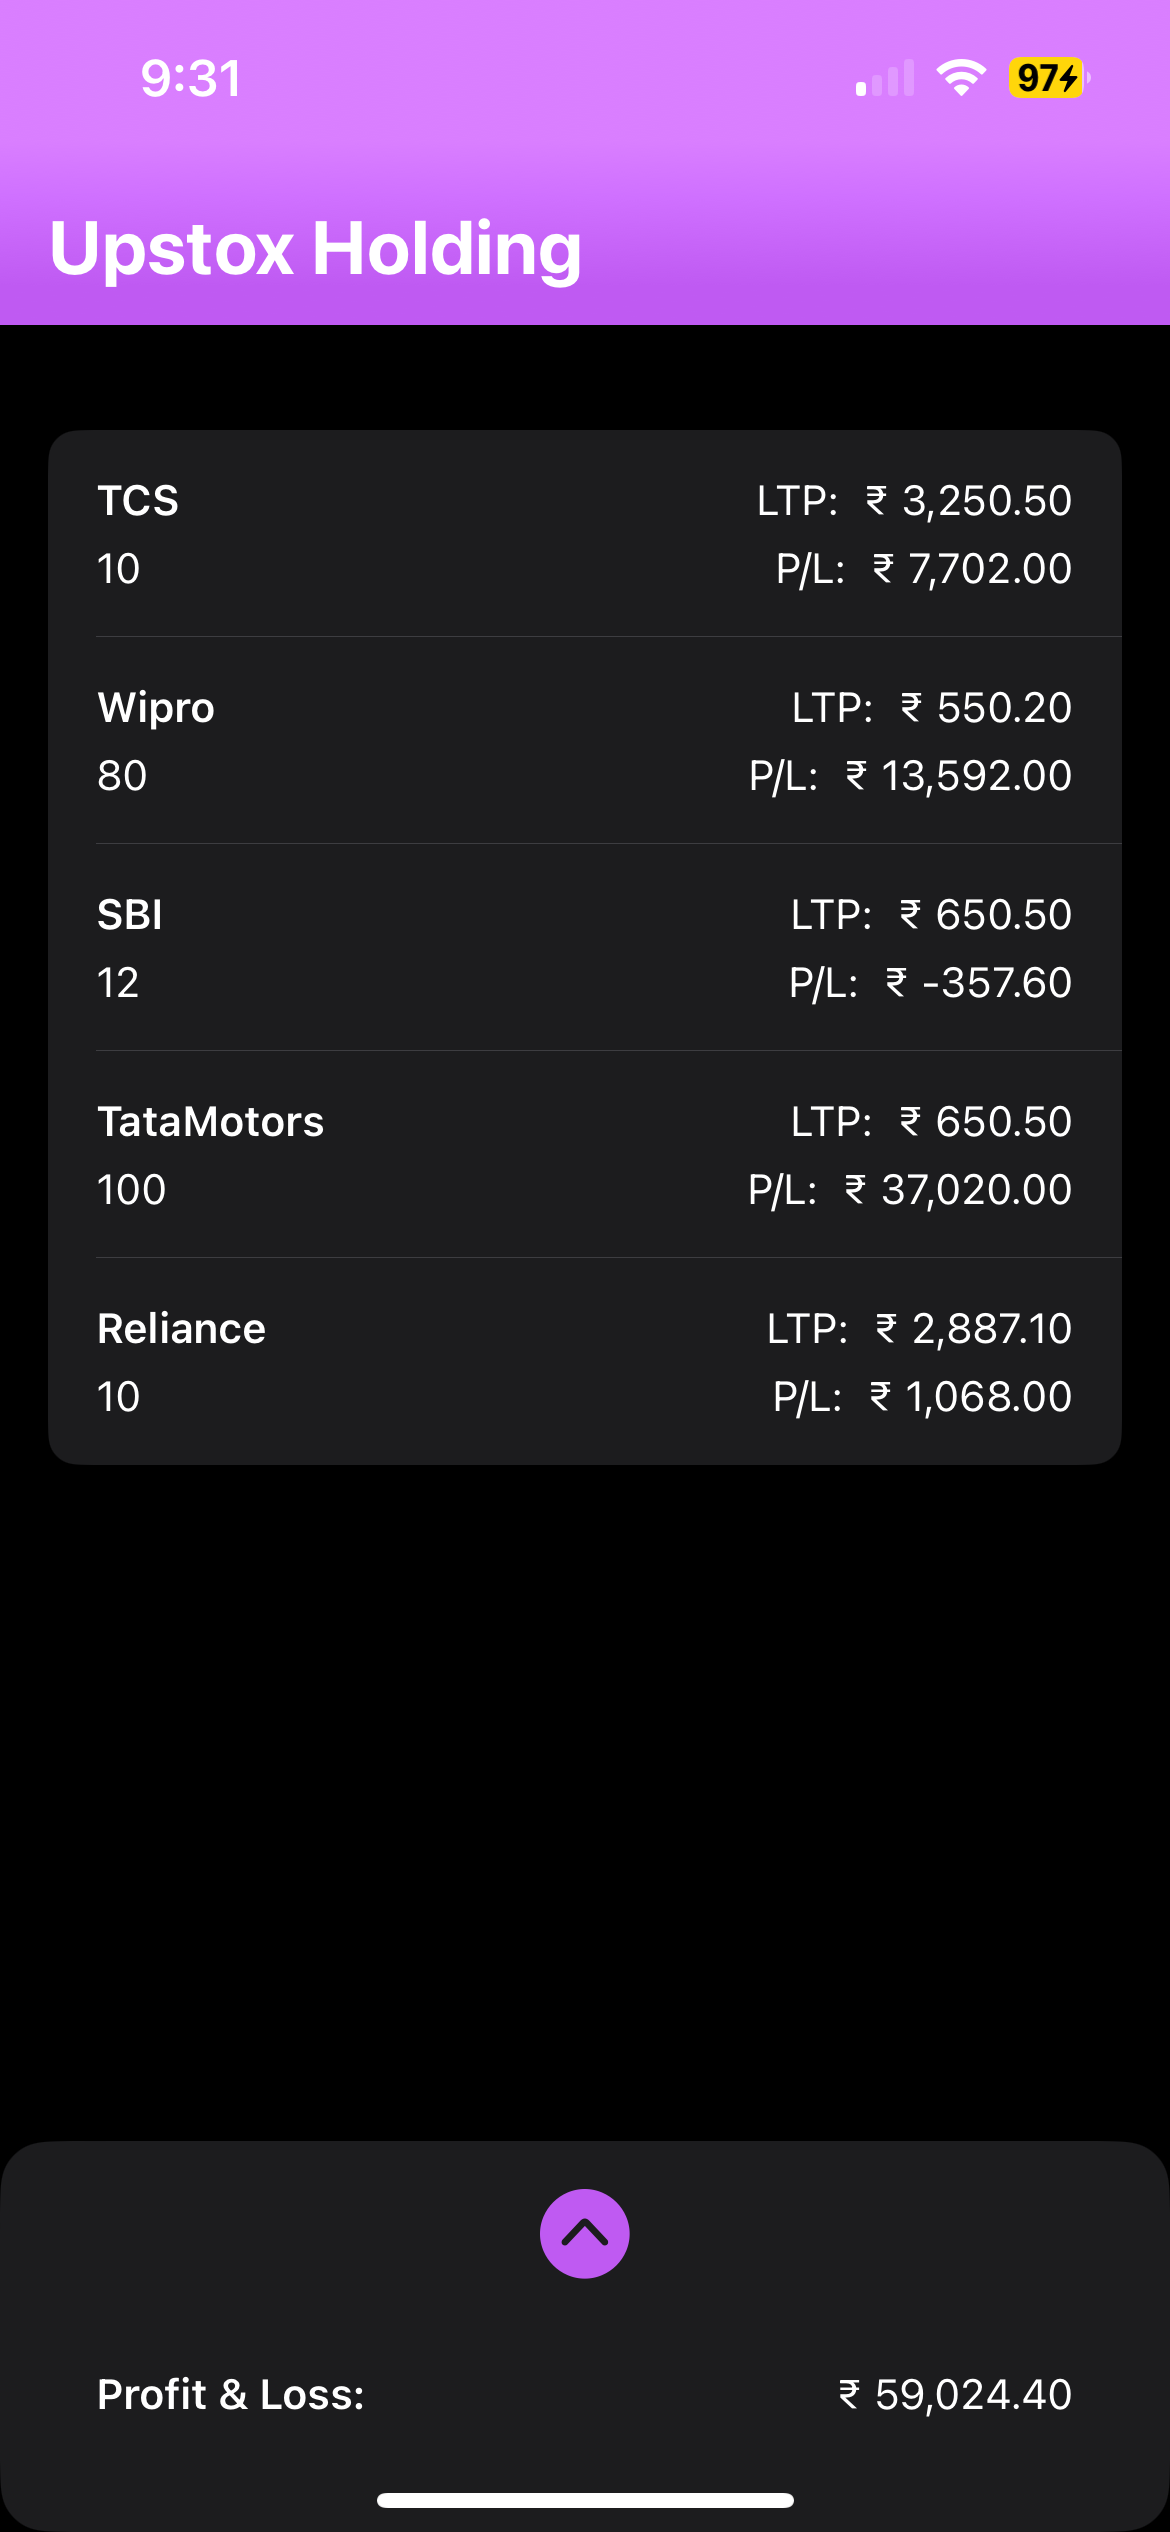 9:31
97
Upstox Holding
TCS LTP: ₹ 3,250.50
10 P/L: ₹ 7,702.00
Wipro LTP: ₹ 550.20
80 P/L: ₹ 13,592.00
SBI LTP: ₹ 650.50
12 P/L: ₹ -357.60
TataMotors LTP: ₹ 650.50
100 P/L: ₹ 37,020.00
Reliance LTP: ₹ 2,887.10
10 P/L: ₹ 1,068.00
Profit & Loss: ₹ 59,024.40